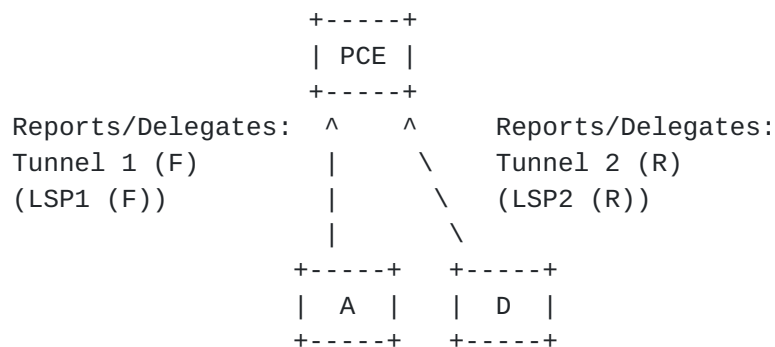 +-----+
| PCE |
+-----+
Reports/Delegates: ^ ^ Reports/Delegates:
Tunnel 1 (F) | \ Tunnel 2 (R)
(LSP1 (F)) | \ (LSP2 (R))
| \
+-----+ +-----+
| A | | D |
+-----+ +-----+